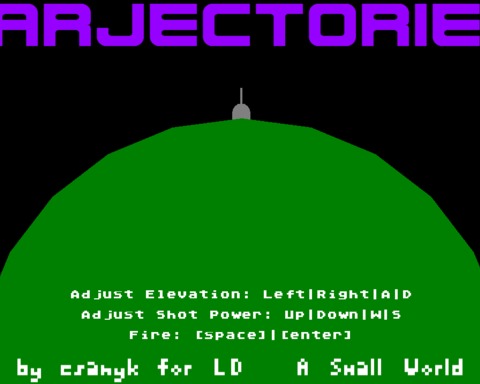 ARJECTORIE
Adjust Elevation: Left|Right|A|D
Adjust Shot Power: Up|Down|W|S
Fire: [space]|[enter]
by csanyk for LD A Small World